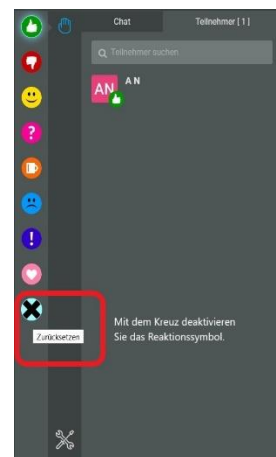 Chat
Teilnehmer [ 1 ]
Teilnehmer suchen
AN
A N
?
!
Zurücksetzen
Mit dem Kreuz deaktivieren
Sie das Reaktionssymbol.